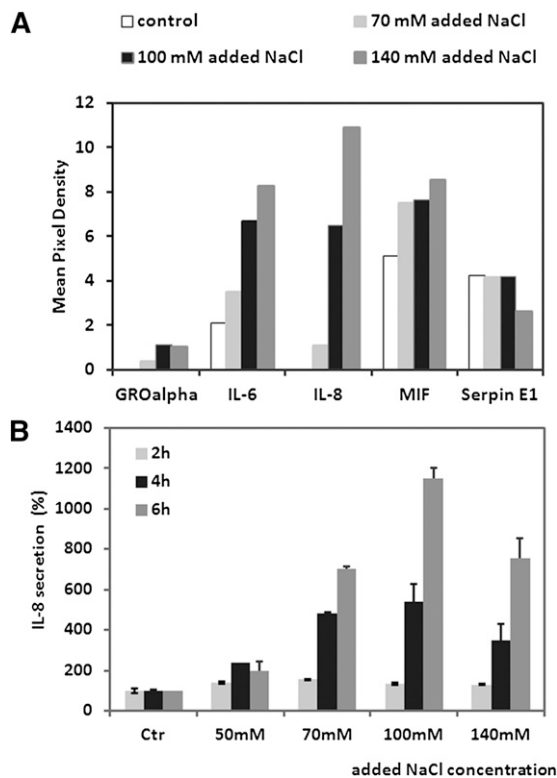 A
control
70 mM added NaCl
100 mM added NaCl
140 mM added NaCl
Mean Pixel Density
12
10
8
6
4
2
0
GROalpha IL-6 IL-8 MIF Serpin E1
B
IL-8 secretion (%)
1400
1200
1000
800
600
400
200
0
2h
4h
6h
Ctr 50mM 70mM 100mM 140mM
added NaCl concentration